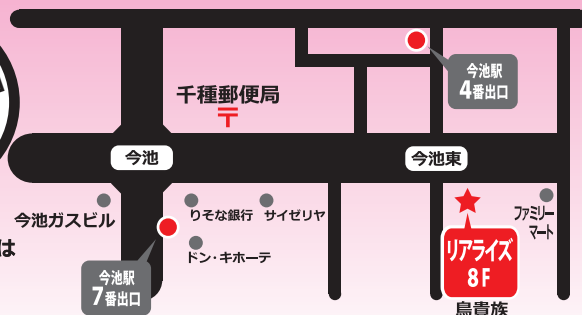 今池駅
4番出口
千種郵便局
〒
今池
今池東
りそな銀行
サイゼリヤ
今池ガスビル
ファミリー
マート
は
ドン・キホーテ
リアライズ
8F
今池駅
7番出口
鳥貴族